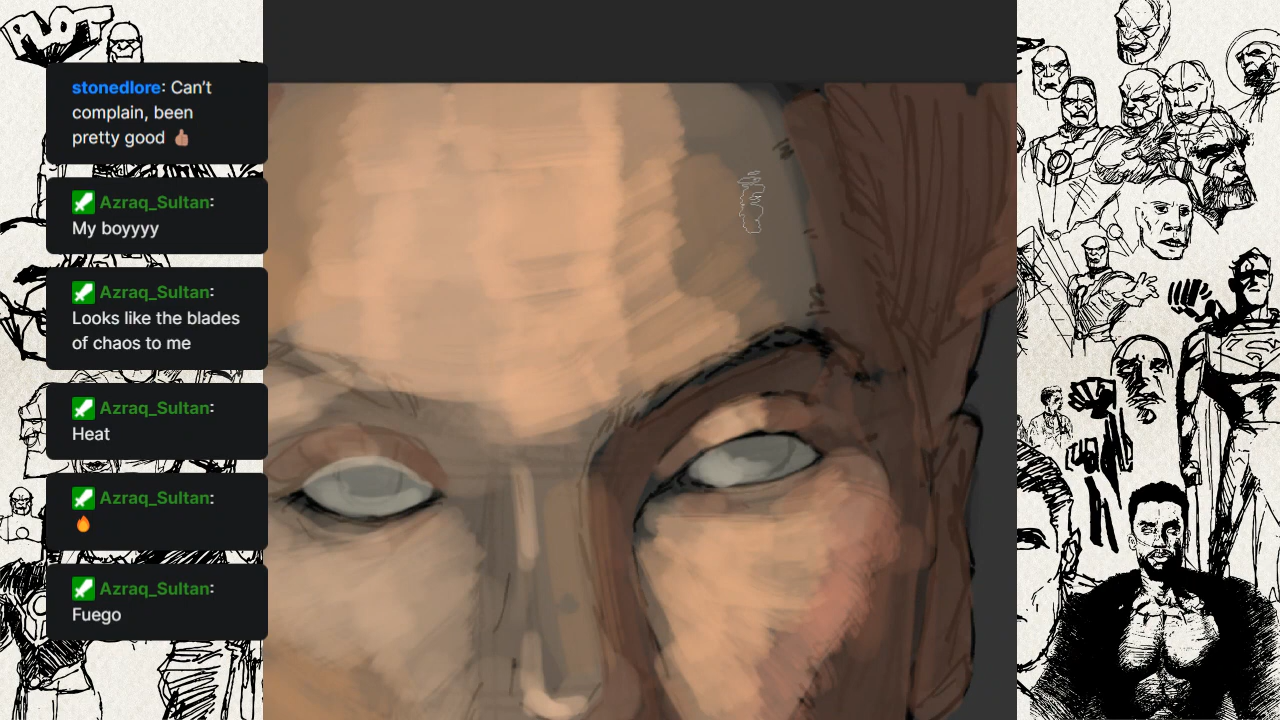 PLOT
stonedlore: Can't
complain, been
pretty good 👍🏽
Azraq_Sultan:
My boyyyy
Azraq_Sultan:
Looks like the blades
of chaos to me
Azraq_Sultan:
Heat
Azraq_Sultan:
🔥
Azraq_Sultan:
Fuego